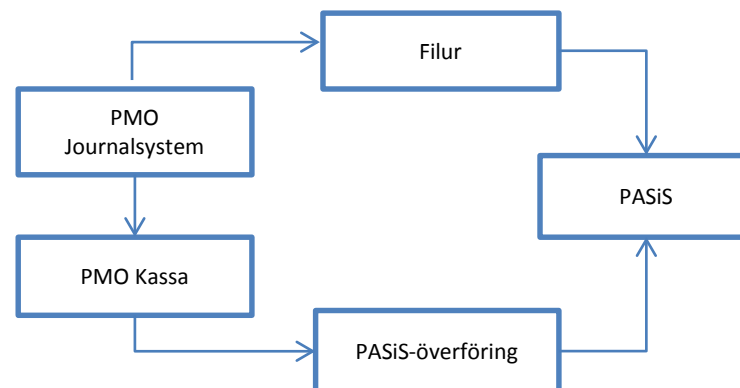 Filur
PMO
Journalsystem
PASiS
PMO Kassa
PASiS-överföring